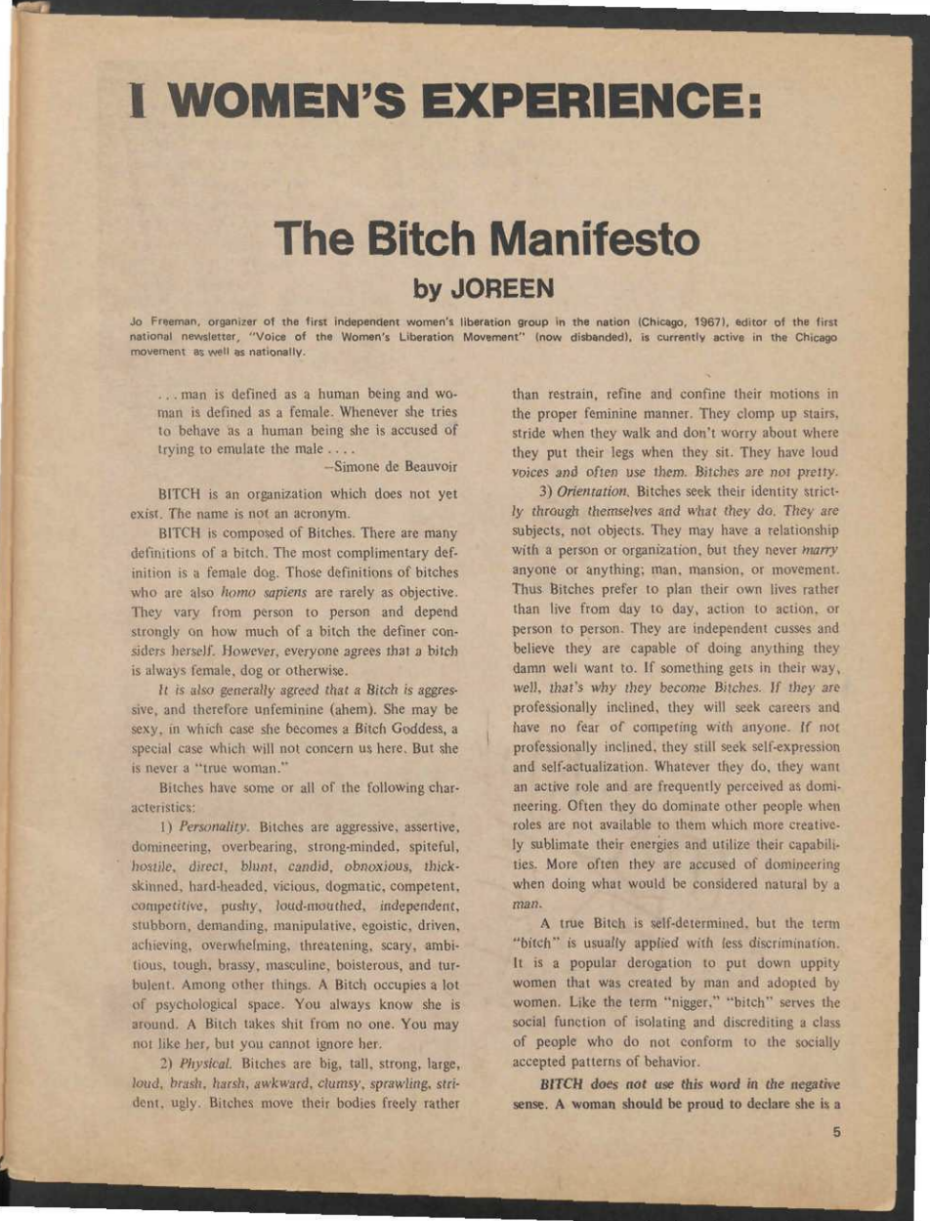 I WOMEN'S EXPERIENCE:
The Bitch Manifesto
by JOREEN
Jo Freeman, organizer of the first independent women's liberation group in the nation (Chicago, 1967), editor of the first
national newsletter, "Voice of the Women's Liberation Movement" (now disbanded), is currently active in the Chicago
movement as well as nationally.
. . . man is defined as a human being and wo-
man is defined as a female. Whenever she tries
to behave as a human being she is accused of
trying to emulate the male . . . .
—Simone de Beauvoir
BITCH is an organization which does not yet
exist. The name is not an acronym.
BITCH is composed of Bitches. There are many
definitions of a bitch. The most complimentary def-
inition is a female dog. Those definitions of bitches
who are also homo sapiens are rarely as objective.
They vary from person to person and depend
strongly on how much of a bitch the definer con-
siders herself. However, everyone agrees that a bitch
is always female, dog or otherwise.
It is also generally agreed that a Bitch is aggres-
sive, and therefore unfeminine (ahem). She may be
sexy, in which case she becomes a Bitch Goddess, a
special case which will not concern us here. But she
is never a "true woman."
Bitches have some or all of the following char-
acteristics:
1) Personality. Bitches are aggressive, assertive,
domineering, overbearing, strong-minded, spiteful,
hostile, direct, blunt, candid, obnoxious, thick-
skinned, hard-headed, vicious, dogmatic, competent,
competitive, pushy, loud-mouthed, independent,
stubborn, demanding, manipulative, egoistic, driven,
achieving, overwhelming, threatening, scary, ambi-
tious, tough, brassy, masculine, boisterous, and tur-
bulent. Among other things. A Bitch occupies a lot
of psychological space. You always know she is
around. A Bitch takes shit from no one. You may
not like her, but you cannot ignore her.
2) Physical. Bitches are big, tall, strong, large,
loud, brash, harsh, awkward, clumsy, sprawling, stri-
dent, ugly. Bitches move their bodies freely rather
than restrain, refine and confine their motions in
the proper feminine manner. They clomp up stairs,
stride when they walk and don't worry about where
they put their legs when they sit. They have loud
voices and often use them. Bitches are not pretty.
3) Orientation. Bitches seek their identity strict-
ly through themselves and what they do. They are
subjects, not objects. They may have a relationship
with a person or organization, but they never marry
anyone or anything; man, mansion, or movement.
Thus Bitches prefer to plan their own lives rather
than live from day to day, action to action, or
person to person. They are independent cusses and
believe they are capable of doing anything they
damn well want to. If something gets in their way,
well, that's why they become Bitches. If they are
professionally inclined, they will seek careers and
have no fear of competing with anyone. If not
professionally inclined, they still seek self-expression
and self-actualization. Whatever they do, they want
an active role and are frequently perceived as domi-
neering. Often they do dominate other people when
roles are not available to them which more creative-
ly sublimate their energies and utilize their capabili-
ties. More often they are accused of domineering
when doing what would be considered natural by a
man.
A true Bitch is self-determined, but the term
"bitch" is usually applied with less discrimination.
It is a popular derogation to put down uppity
women that was created by man and adopted by
women. Like the term "nigger," "bitch" serves the
social function of isolating and discrediting a class
of people who do not conform to the socially
accepted patterns of behavior.
BITCH does not use this word in the negative
sense. A woman should be proud to declare she is a
5